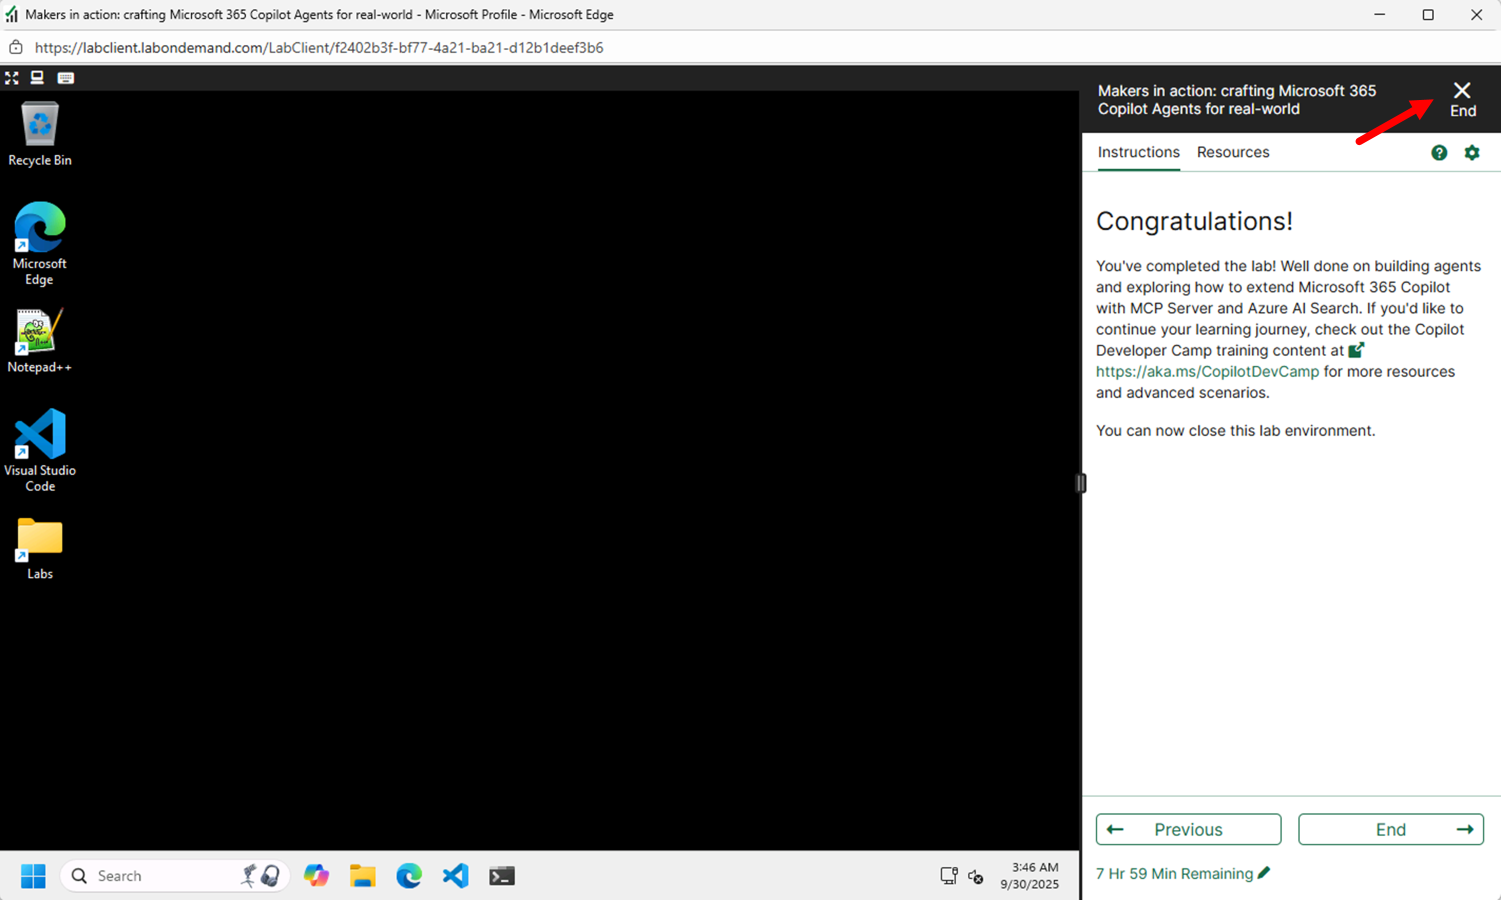 Makers in action: crafting Microsoft 365 Copilot Agents for real-world - Microsoft Profile - Microsoft Edge
https://labclient.labondemand.com/LabClient/f2402b3f-bf77-4a21-ba21-d12b1deef3b6
Recycle Bin
Microsoft
Edge
Notepad++
Visual Studio
Code
Labs
Makers in action: crafting Microsoft 365
Copilot Agents for real-world
End
Instructions
Resources
Congratulations!
You've completed the lab! Well done on building agents
and exploring how to extend Microsoft 365 Copilot
with MCP Server and Azure AI Search. If you'd like to
continue your learning journey, check out the Copilot
Developer Camp training content at
https://aka.ms/CopilotDevCamp for more resources
and advanced scenarios.
You can now close this lab environment.
Previous
End
7 Hr 59 Min Remaining
Search
3:46 AM
9/30/2025